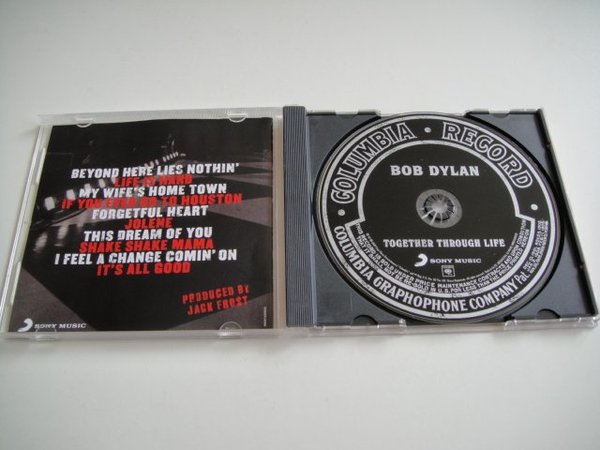 BEYOND HERE LIES NOTHIN'
LIFE IS HARD
MY WIFE'S HOME TOWN
IF YOU EVER GO TO HOUSTON
FORGETFUL HEART
JOLENE
THIS DREAM OF YOU
SHAKE SHAKE MAMA
I FEEL A CHANGE COMIN' ON
IT'S ALL GOOD
PRODUCED BY
JACK FROST
SONY MUSIC
COLUMBIA RECORD
BOB DYLAN
TOGETHER THROUGH LIFE
SONY MUSIC
COLUMBIA GRAPHOPHONE COMPANY